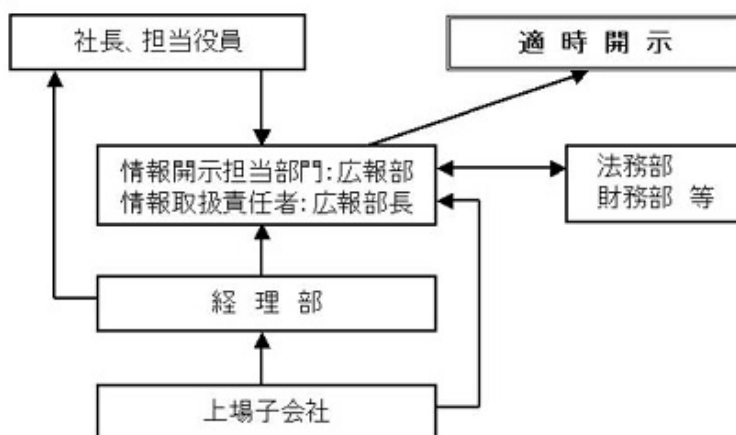 社長、担当役員
適 時 開 示
情報開示担当部門:広報部
情報取扱責任者:広報部長
法務部
財務部 等
経 理 部
上場子会社